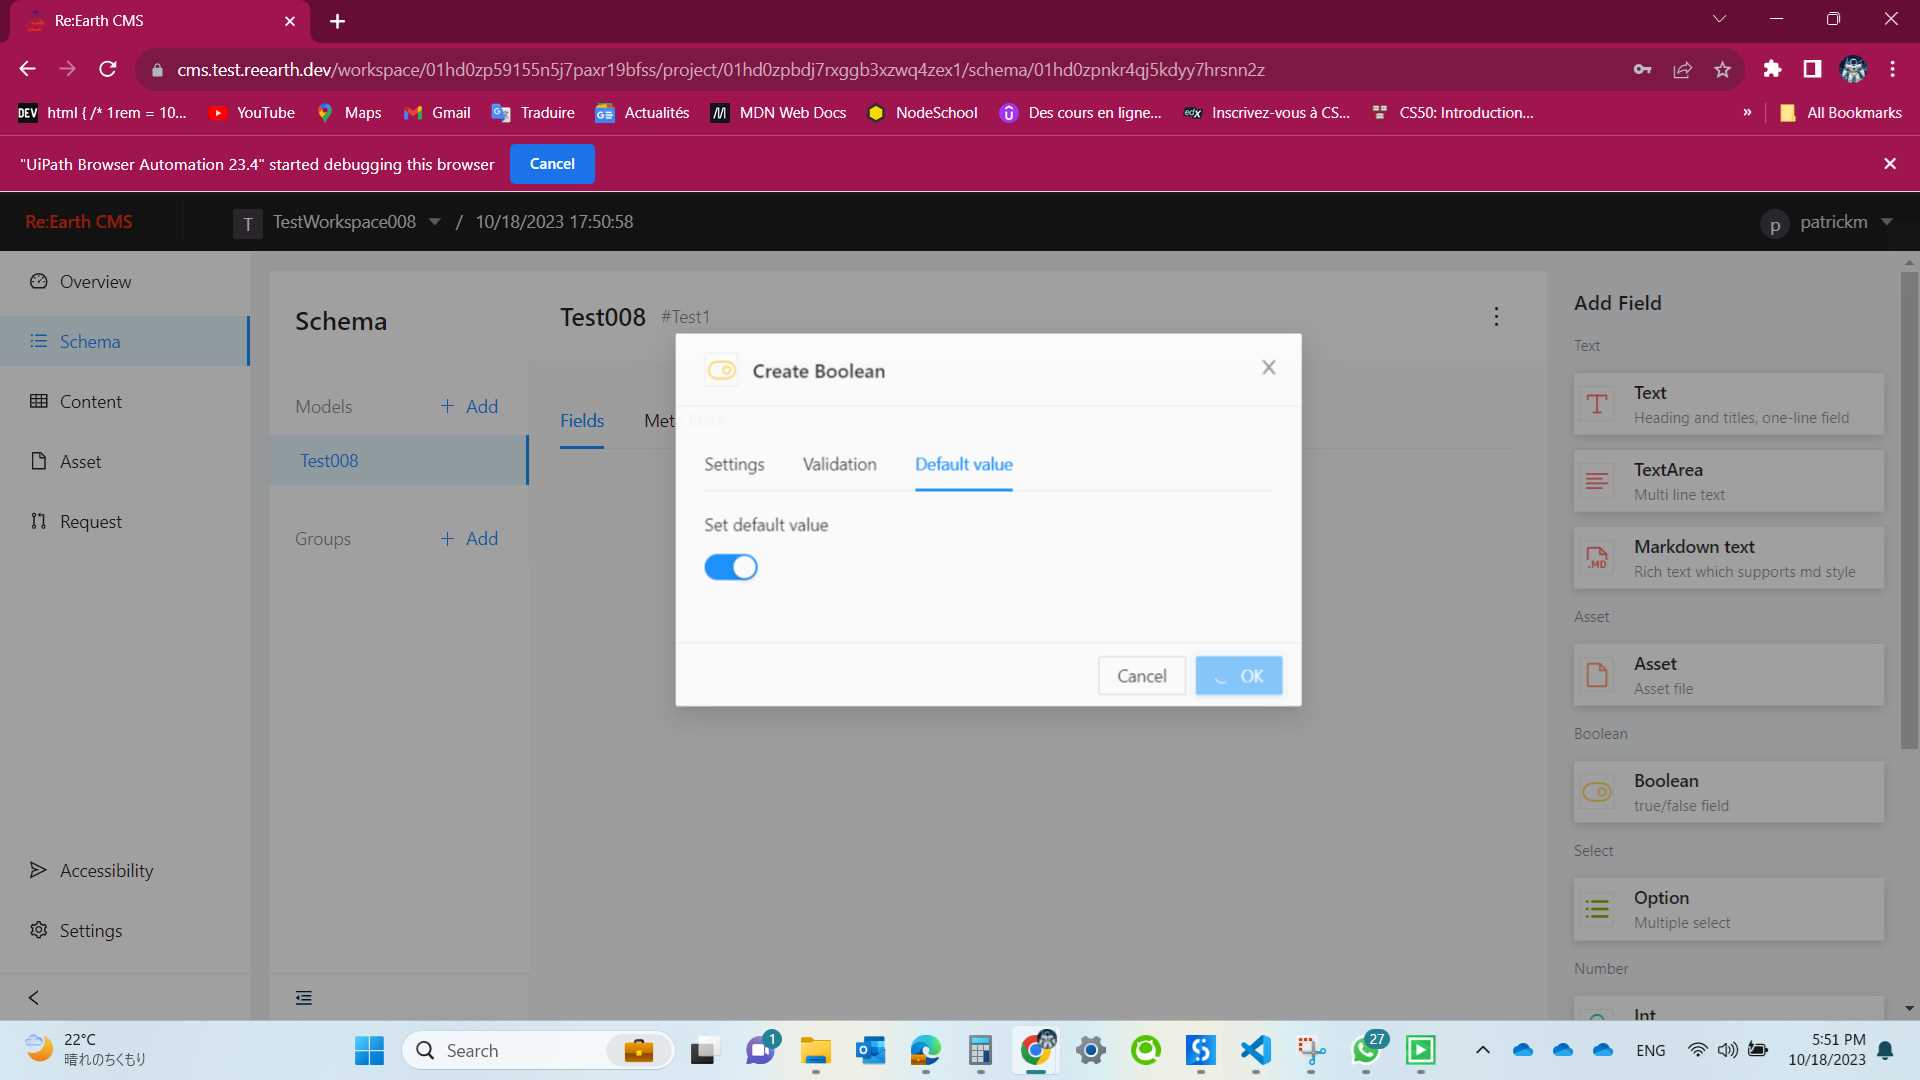 Re:Earth CMS
cms.test.reearth.dev/workspace/01hd0zp59155n5j7paxr19bfss/project/01hd0zpbdj7rxggb3xzwq4zex1/schema/01hd0zpnkr4qj5kdyy7hrsnn2z
DEV html { /* 1rem = 10... YouTube Maps Gmail Traduire Actualités MDN Web Docs NodeSchool Des cours en ligne... edX Inscrivez-vous à CS... CS50: Introduction... » All Bookmarks
"UiPath Browser Automation 23.4" started debugging this browser Cancel
Re:Earth CMS T TestWorkspace008 / 10/18/2023 17:50:58 p patrickm
Overview
Schema
Content
Asset
Request
Accessibility
Settings
Schema
Models + Add
Test008
Groups + Add
Test008 #Test1
Fields Met
Create Boolean
Settings Validation Default value
Set default value
Cancel OK
Add Field
Text
Text
Heading and titles, one-line field
TextArea
Multi line text
Markdown text
Rich text which supports md style
.MD
Asset
Asset
Asset file
Boolean
Boolean
true/false field
Select
Option
Multiple select
Number
Int
22°C
晴れのちくもり
Search
1
27
ENG
5:51 PM
10/18/2023